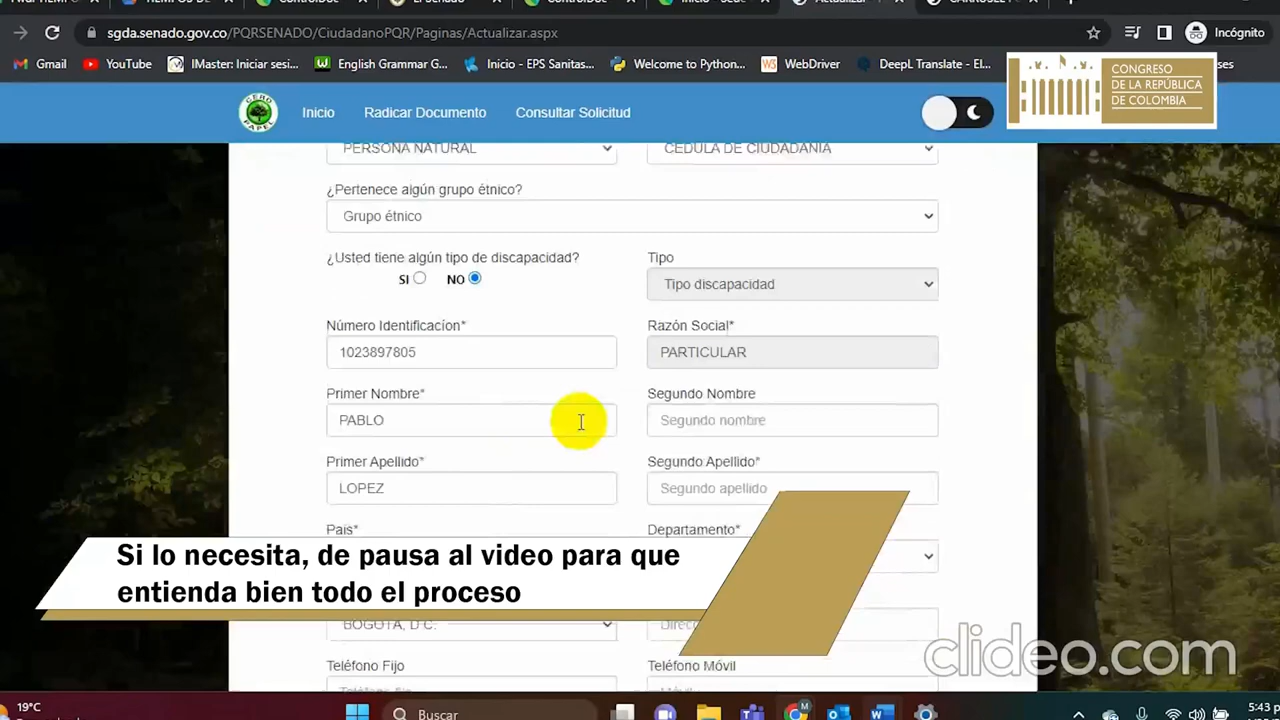 sgda.senado.gov.co/PQRSENADO/CiudadanoPQR/Paginas/Actualizar.aspx
Incógnito
Gmail
YouTube
IMaster: Iniciar sesi...
English Grammar G...
Inicio - EPS Sanitas...
Welcome to Python...
WebDriver
DeepL Translate - El...
CONGRESO
DE LA REPÚBLICA
DE COLOMBIA
CERO
PAPEL
Inicio
Radicar Documento
Consultar Solicitud
PERSONA NATURAL
CEDULA DE CIUDADANIA
¿Pertenece algún grupo étnico?
Grupo étnico
¿Usted tiene algún tipo de discapacidad?
Tipo
SI
NO
Tipo discapacidad
Número Identificacíon*
Razón Social*
1023897805
PARTICULAR
Primer Nombre*
Segundo Nombre
PABLO
Segundo nombre
Primer Apellido*
Segundo Apellido*
LOPEZ
Segundo apellido
Pais*
Departamento*
Si lo necesita, de pausa al video para que
entienda bien todo el proceso
BOGOTÁ, D.C.
Teléfono Fijo
Teléfono Móvil
clideo.com
19°C
Buscar
5:43 p